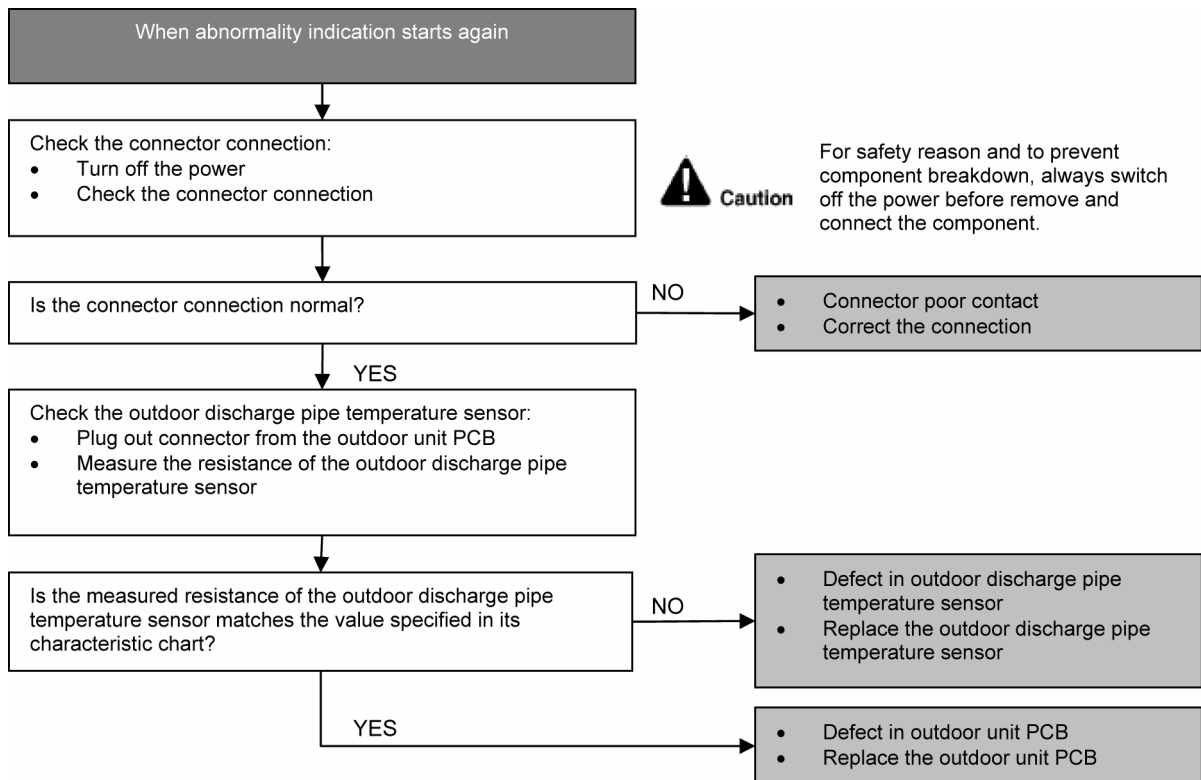 When abnormality indication starts again
Check the connector connection:
• Turn off the power
• Check the connector connection
For safety reason and to prevent
component breakdown, always switch
off the power before remove and
connect the component.
Caution
Is the connector connection normal?
NO
• Connector poor contact
• Correct the connection
YES
Check the outdoor discharge pipe temperature sensor:
• Plug out connector from the outdoor unit PCB
• Measure the resistance of the outdoor discharge pipe
temperature sensor
Is the measured resistance of the outdoor discharge pipe
temperature sensor matches the value specified in its
characteristic chart?
NO
• Defect in outdoor discharge pipe
temperature sensor
• Replace the outdoor discharge pipe
temperature sensor
YES
• Defect in outdoor unit PCB
• Replace the outdoor unit PCB